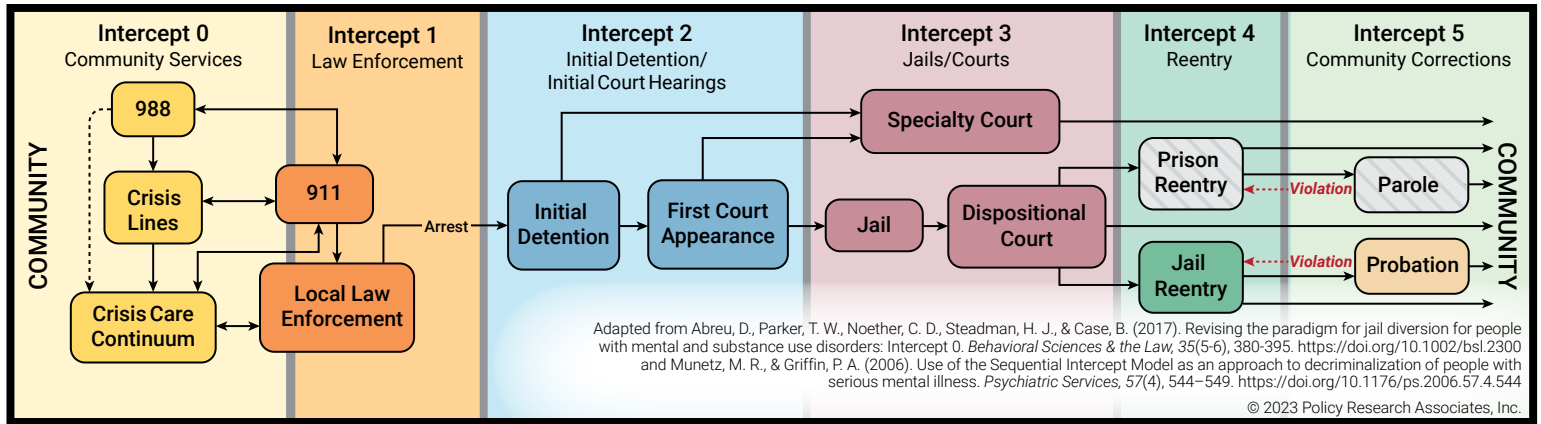 Intercept 0
Community Services
Intercept 1
Law Enforcement
Intercept 2
Initial Detention/
Initial Court Hearings
Intercept 3
Jails/Courts
Intercept 4
Reentry
Intercept 5
Community Corrections
COMMUNITY
988
Crisis
Lines
Crisis Care
Continuum
911
Local Law
Enforcement
Arrest
Initial
Detention
First Court
Appearance
Specialty Court
Jail
Dispositional
Court
Prison
Reentry
Violation
Parole
Jail
Reentry
Violation
Probation
COMMUNITY
Adapted from Abreu, D., Parker, T. W., Noether, C. D., Steadman, H. J., & Case, B. (2017). Revising the paradigm for jail diversion for people
with mental and substance use disorders: Intercept 0. Behavioral Sciences & the Law, 35(5-6), 380-395. https://doi.org/10.1002/bsl.2300
and Munetz, M. R., & Griffin, P. A. (2006). Use of the Sequential Intercept Model as an approach to decriminalization of people with
serious mental illness. Psychiatric Services, 57(4), 544–549. https://doi.org/10.1176/ps.2006.57.4.544
© 2023 Policy Research Associates, Inc.